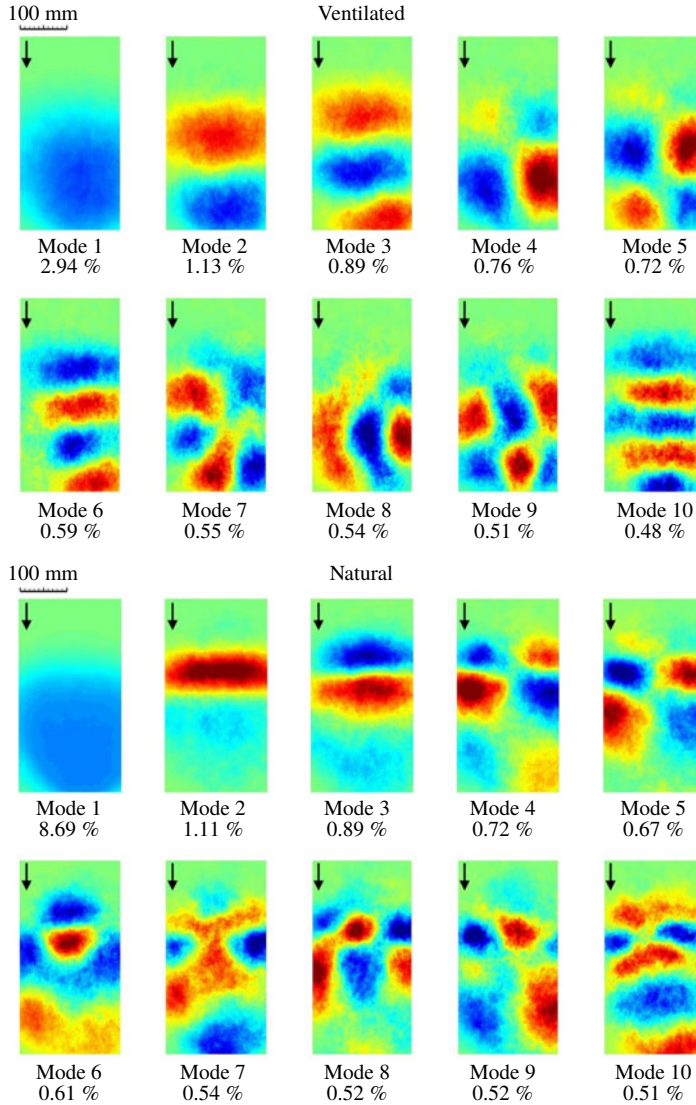 100 mm Ventilated
Mode 1 Mode 2 Mode 3 Mode 4 Mode 5
2.94 % 1.13 % 0.89 % 0.76 % 0.72 %
Mode 6 Mode 7 Mode 8 Mode 9 Mode 10
0.59 % 0.55 % 0.54 % 0.51 % 0.48 %
100 mm Natural
Mode 1 Mode 2 Mode 3 Mode 4 Mode 5
8.69 % 1.11 % 0.89 % 0.72 % 0.67 %
Mode 6 Mode 7 Mode 8 Mode 9 Mode 10
0.61 % 0.54 % 0.52 % 0.52 % 0.51 %